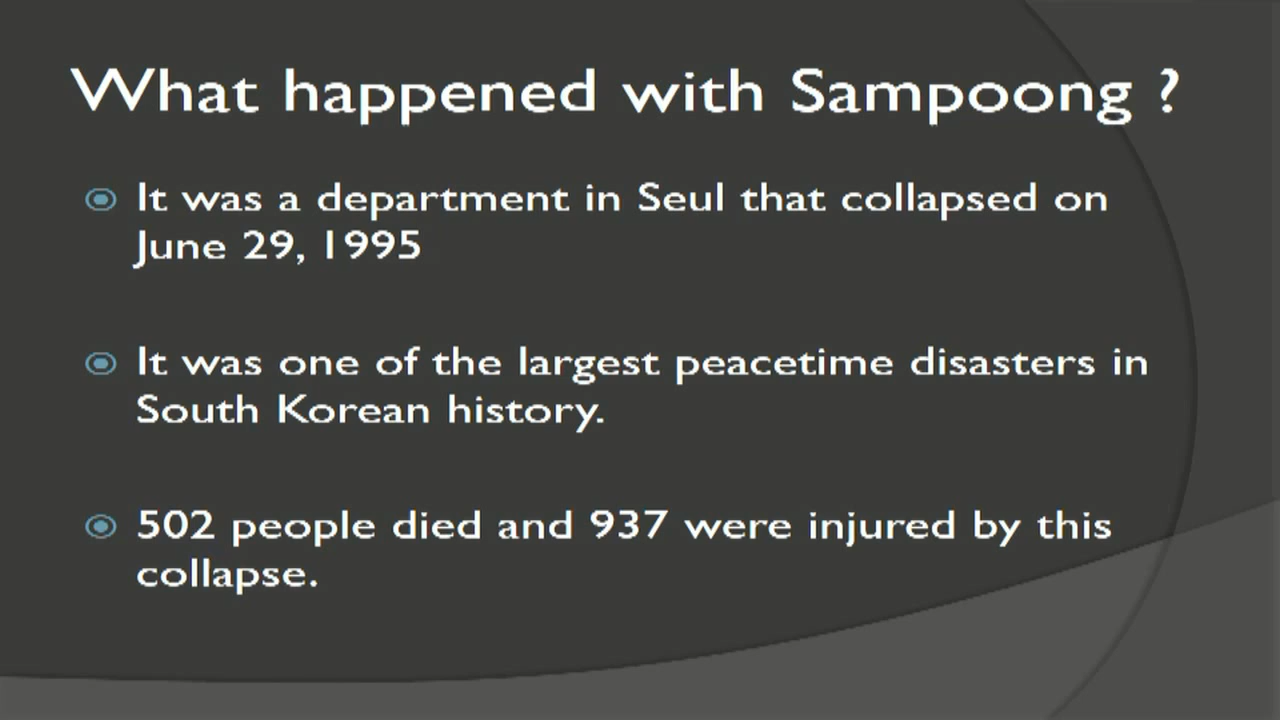 What happened with Sampoong ?
It was a department in Seul that collapsed on
June 29, 1995
It was one of the largest peacetime disasters in
South Korean history.
502 people died and 937 were injured by this
collapse.